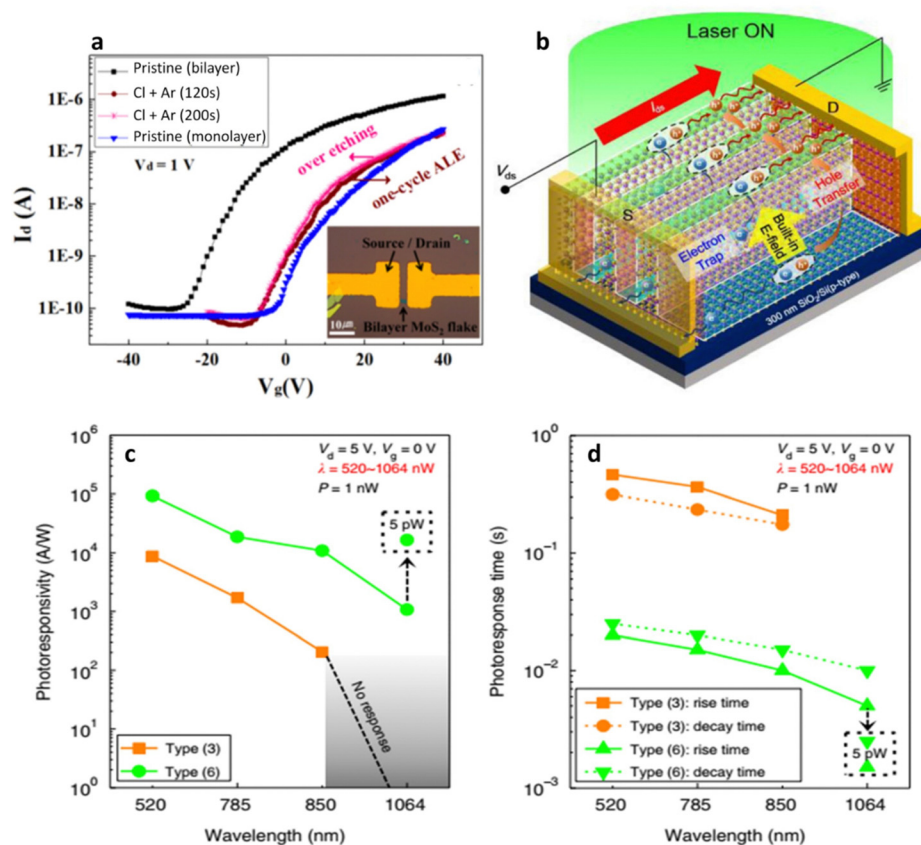 a
Pristine (bilayer)
Cl + Ar (120s)
Cl + Ar (200s)
Pristine (monolayer)
V_d = 1 V
over etching
one-cycle ALE
Source / Drain
Bilayer MoS₂ flake
10μm
1E-6
1E-7
1E-8
1E-9
1E-10
I_d (A)
-40 -20 0 20 40
V_g(V)
b
Laser ON
I_ds
D
V_ds
S
h⁺ h⁺
Hole
Transfer
Electron
Trap
Built-in
E-field
300 nm SiO₂/Si(p-type)
c
V_d = 5 V, V_g = 0 V
λ = 520~1064 nW
P = 1 nW
5 pW
No response
Type (3)
Type (6)
10⁶
10⁵
10⁴
10³
10²
10¹
10⁰
Photoresponsivity (A/W)
520 785 850 1064
Wavelength (nm)
d
V_d = 5 V, V_g = 0 V
λ = 520~1064 nW
P = 1 nW
Type (3): rise time
Type (3): decay time
Type (6): rise time
Type (6): decay time
5 pW
10⁰
10⁻¹
10⁻²
10⁻³
Photoresponse time (s)
520 785 850 1064
Wavelength (nm)